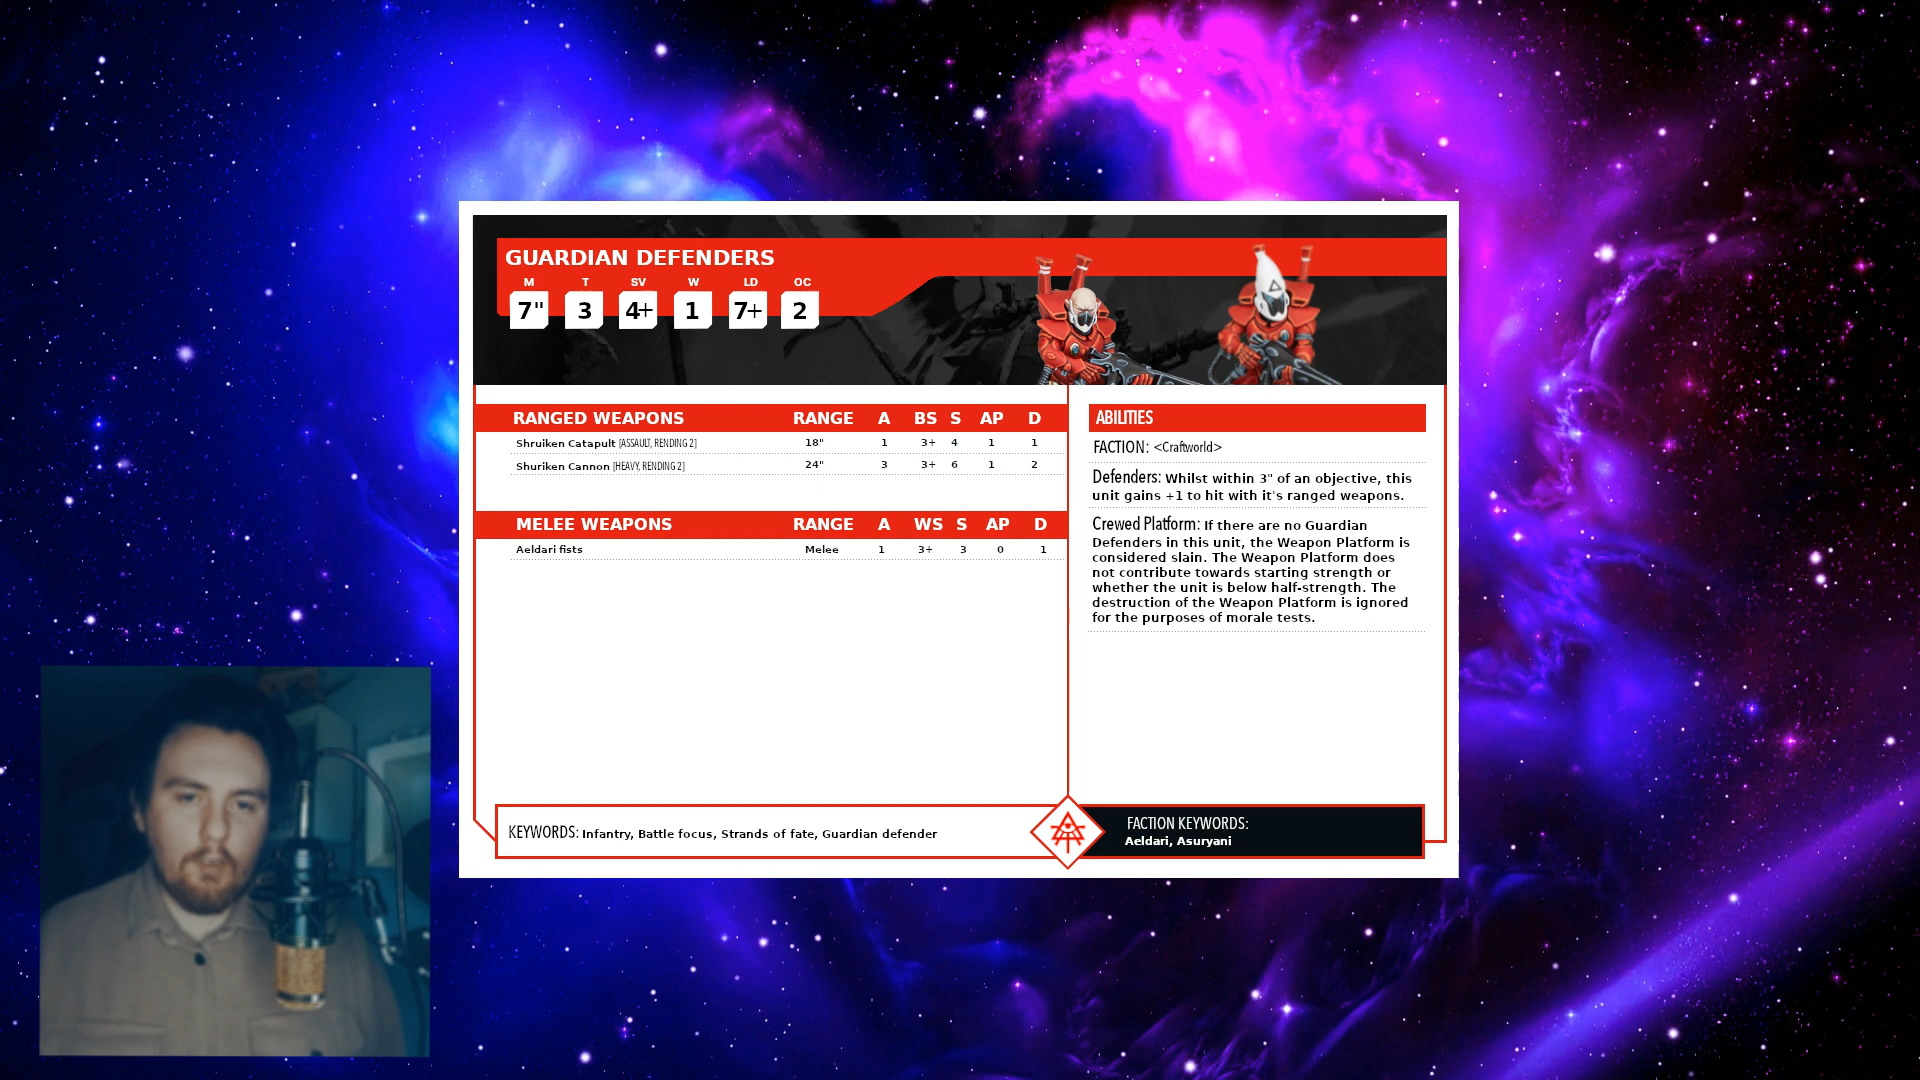 GUARDIAN DEFENDERS
M T SV W LD OC
7" 3 4+ 1 7+ 2
RANGED WEAPONS RANGE A BS S AP D
Shruiken Catapult [ASSAULT, RENDING 2] 18" 1 3+ 4 1 1
Shuriken Cannon [HEAVY, RENDING 2] 24" 3 3+ 6 1 2
MELEE WEAPONS RANGE A WS S AP D
Aeldari fists Melee 1 3+ 3 0 1
ABILITIES
FACTION: <Craftworld>
Defenders: Whilst within 3" of an objective, this
unit gains +1 to hit with it's ranged weapons.
Crewed Platform: If there are no Guardian
Defenders in this unit, the Weapon Platform is
considered slain. The Weapon Platform does
not contribute towards starting strength or
whether the unit is below half-strength. The
destruction of the Weapon Platform is ignored
for the purposes of morale tests.
KEYWORDS: Infantry, Battle focus, Strands of fate, Guardian defender
FACTION KEYWORDS:
Aeldari, Asuryani